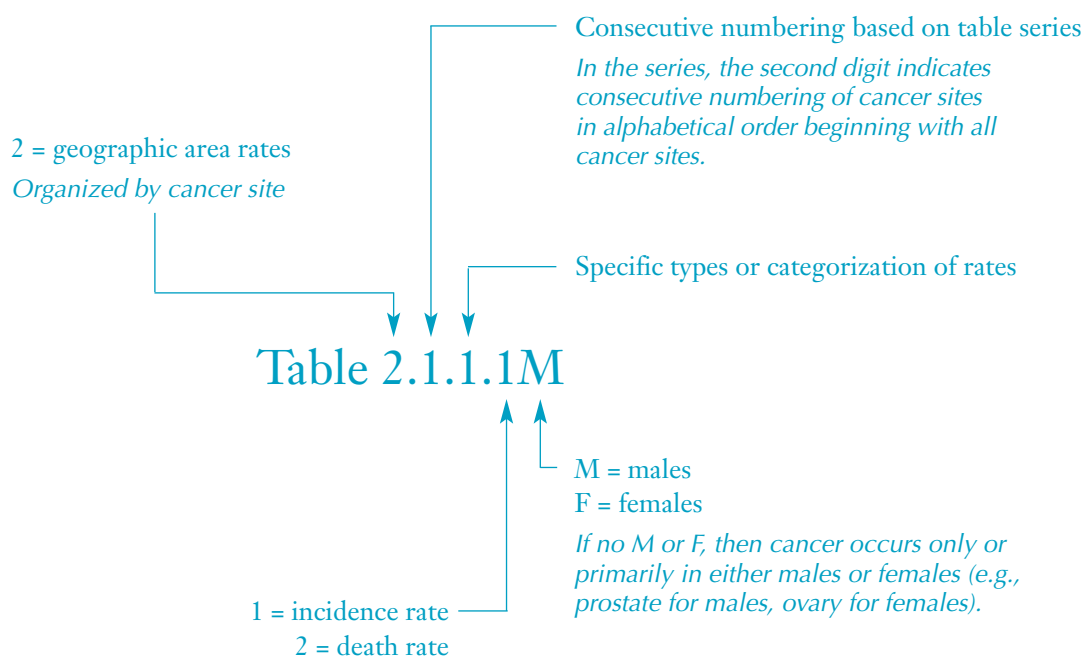 Consecutive numbering based on table series
In the series, the second digit indicates
consecutive numbering of cancer sites
in alphabetical order beginning with all
cancer sites.
2 = geographic area rates
Organized by cancer site
Specific types or categorization of rates
Table 2.1.1.1M
M = males
F = females
If no M or F, then cancer occurs only or
primarily in either males or females (e.g.,
prostate for males, ovary for females).
1 = incidence rate
2 = death rate